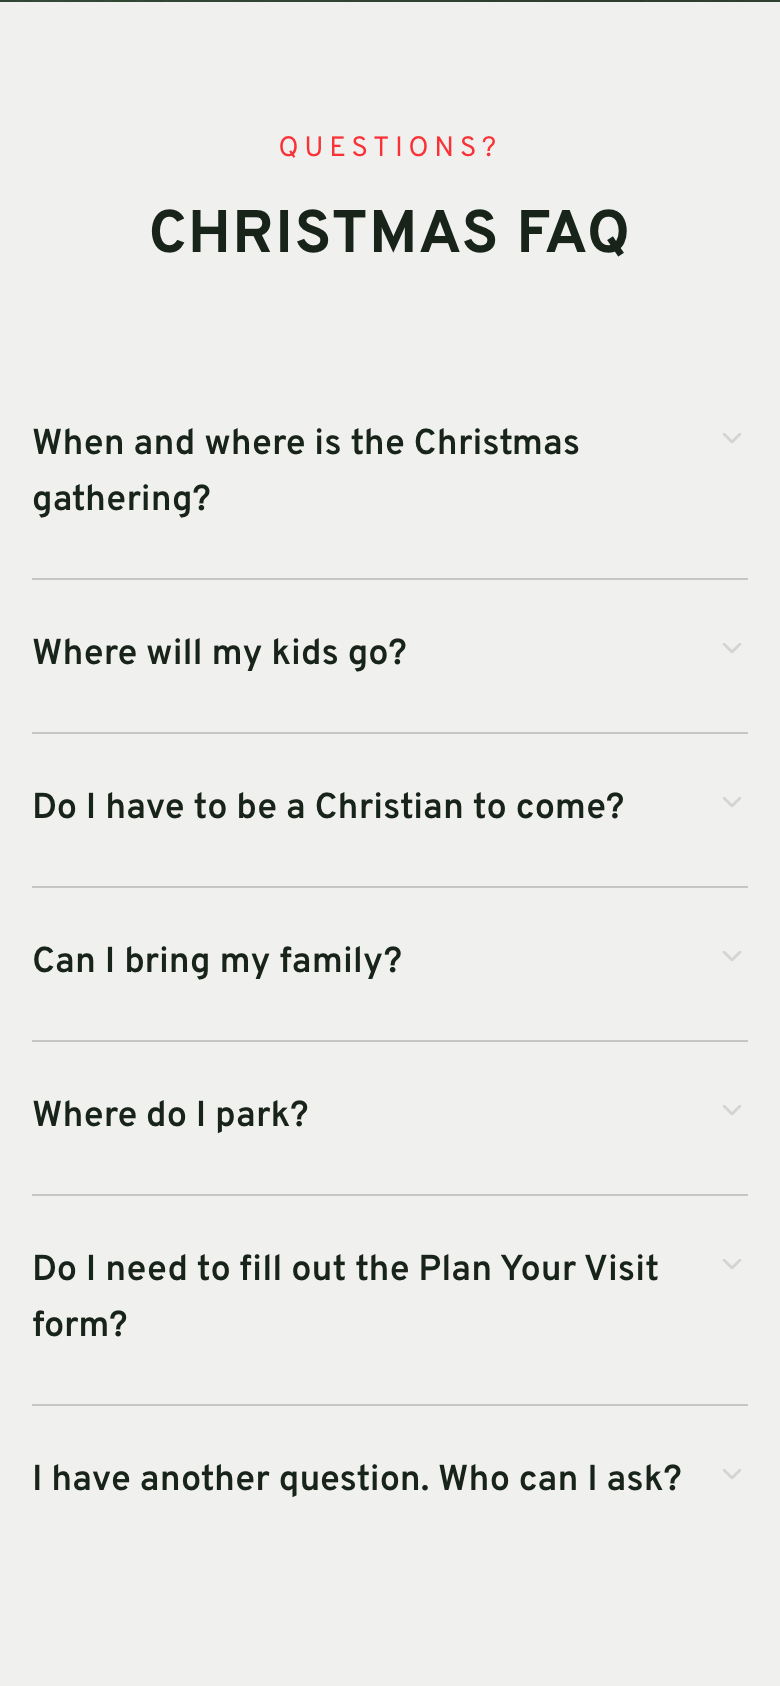 QUESTIONS?
CHRISTMAS FAQ
When and where is the Christmas
gathering?
Where will my kids go?
Do I have to be a Christian to come?
Can I bring my family?
Where do I park?
Do I need to fill out the Plan Your Visit
form?
I have another question. Who can I ask?